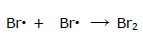 Br• + Br• ⟶ Br₂